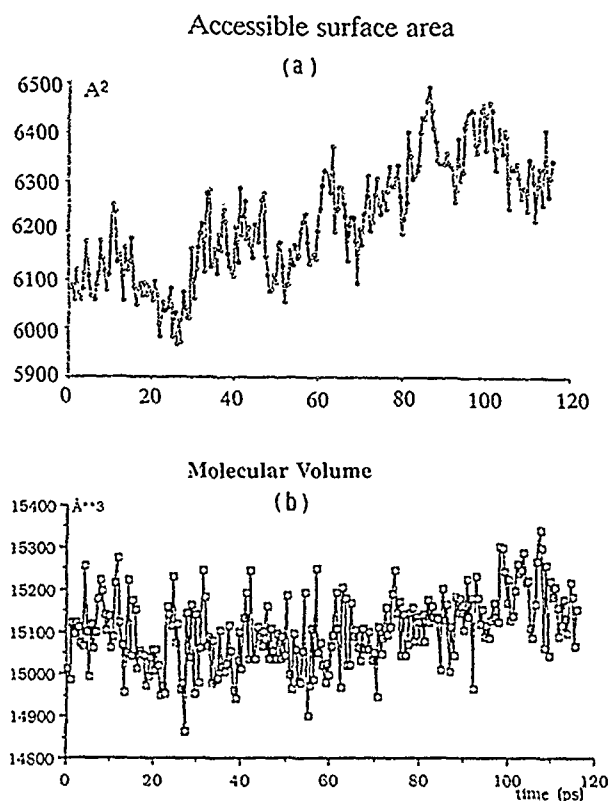 Accessible surface area
(a)
A²
6500
6400
6300
6200
6100
6000
5900
0 20 40 60 80 100 120
Molecular Volume
(b)
Å**3
15400
15300
15200
15100
15000
14900
14800
0 20 40 60 80 100 120
time (ps)